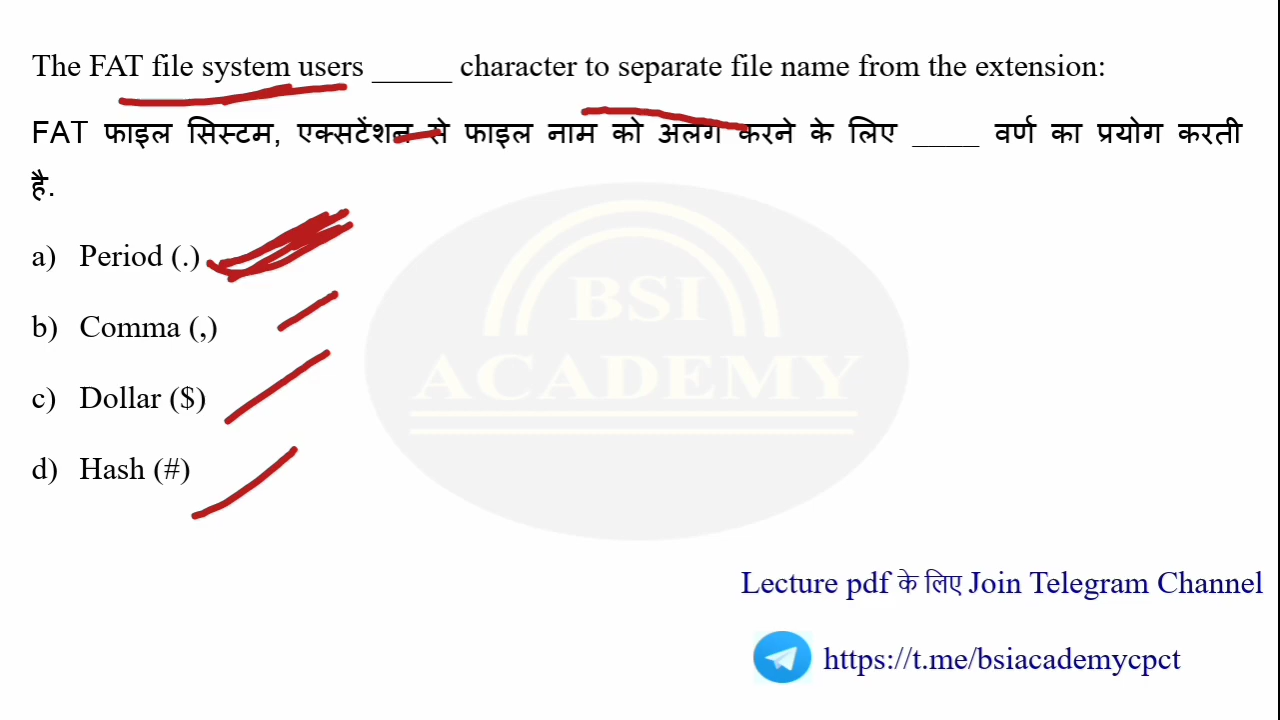 The FAT file system users _____ character to separate file name from the extension:
FAT फाइल सिस्टम, एक्सटेंशन से फाइल नाम को अलग करने के लिए ____ वर्ण का प्रयोग करती
है.
a) Period (.)
b) Comma (,)
c) Dollar ($)
d) Hash (#)
BSI
ACADEMY
Lecture pdf के लिए Join Telegram Channel
https://t.me/bsiacademycpct